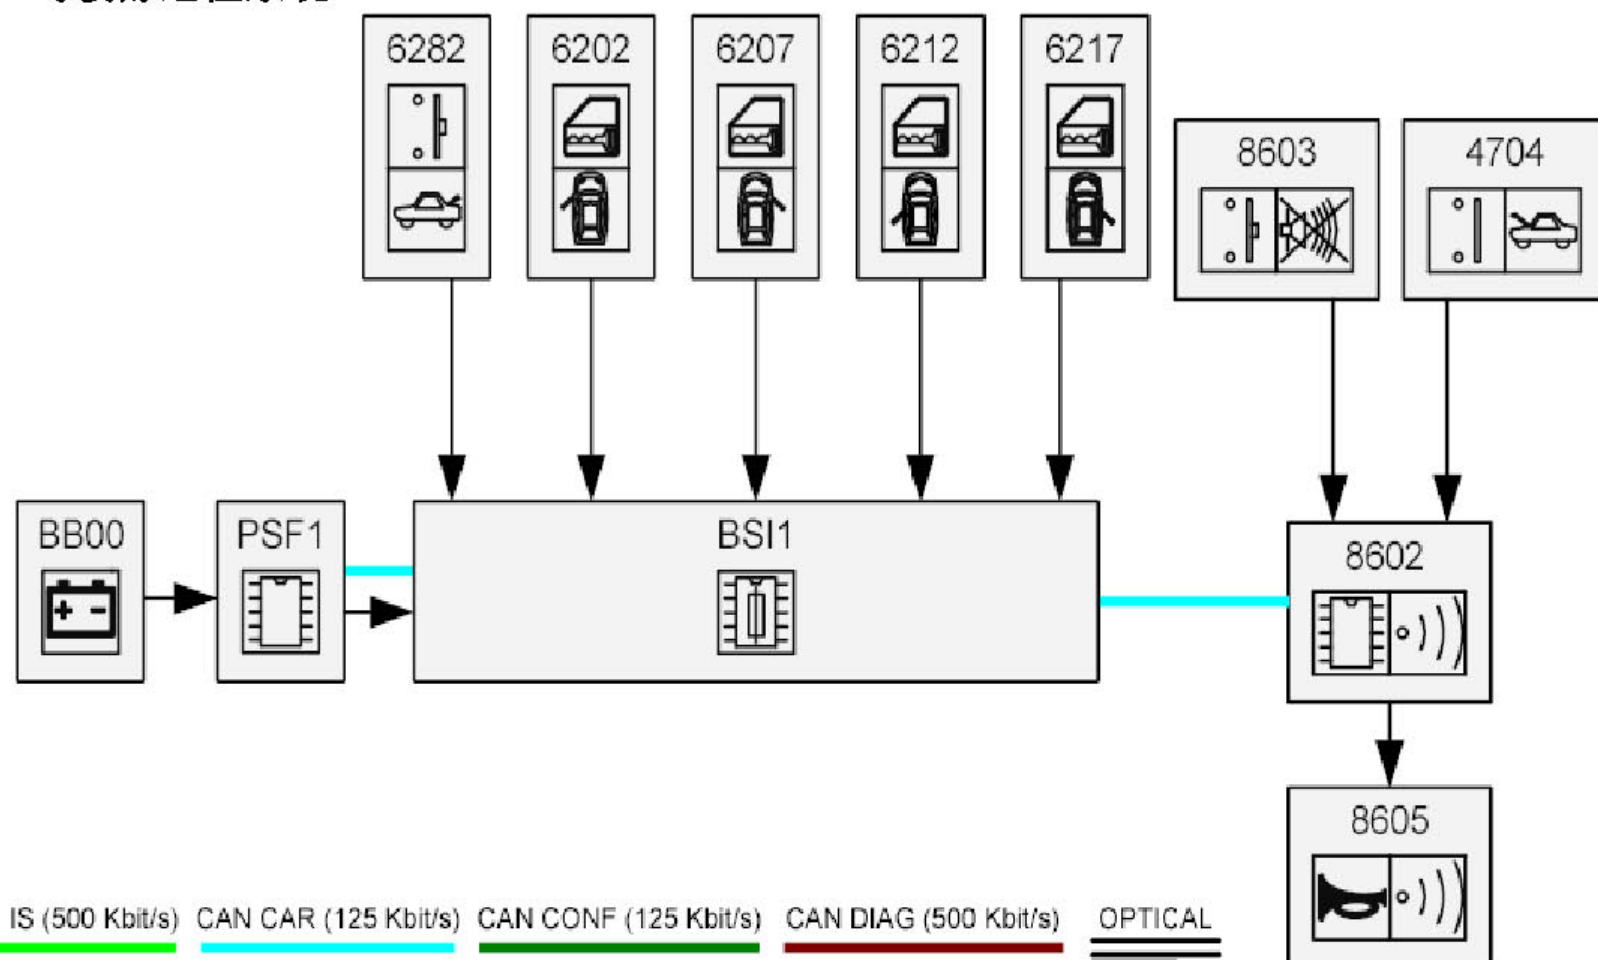 6282
6202
6207
6212
6217
8603
4704
BB00
PSF1
BSI1
8602
8605
IS (500 Kbit/s) CAN CAR (125 Kbit/s) CAN CONF (125 Kbit/s) CAN DIAG (500 Kbit/s) OPTICAL